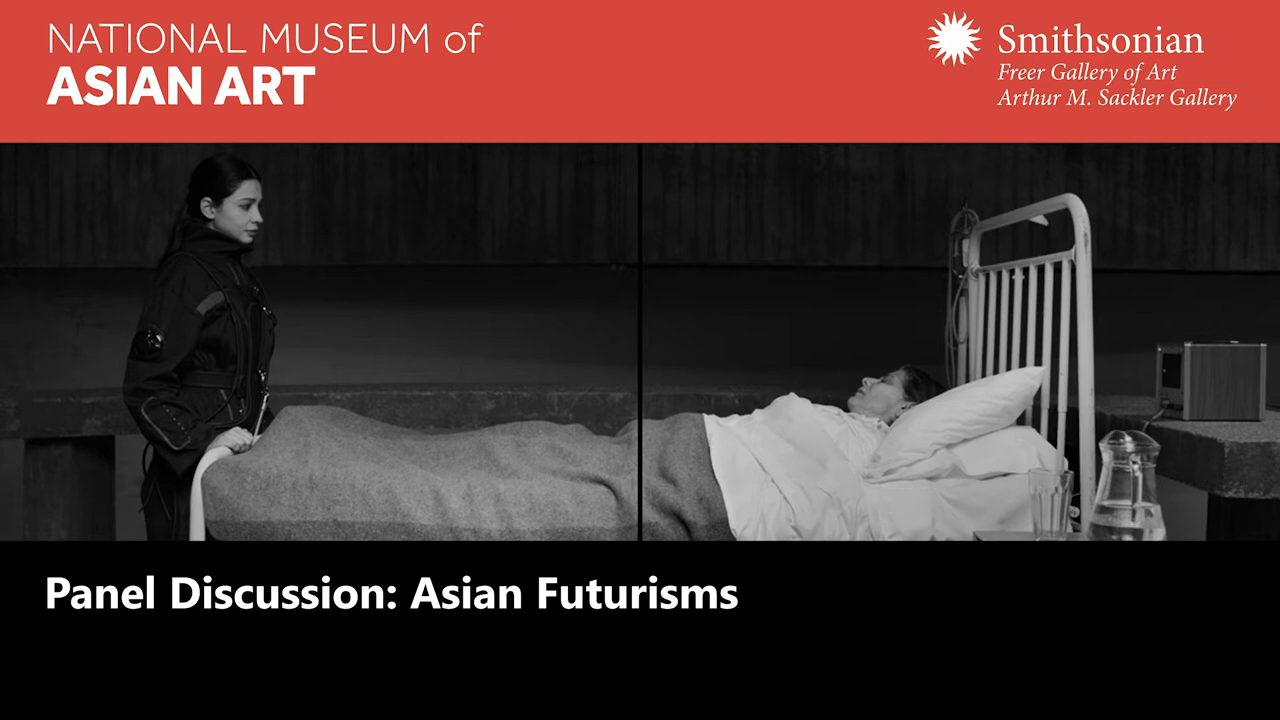 NATIONAL MUSEUM of
ASIAN ART
Smithsonian
Freer Gallery of Art
Arthur M. Sackler Gallery
Panel Discussion: Asian Futurisms